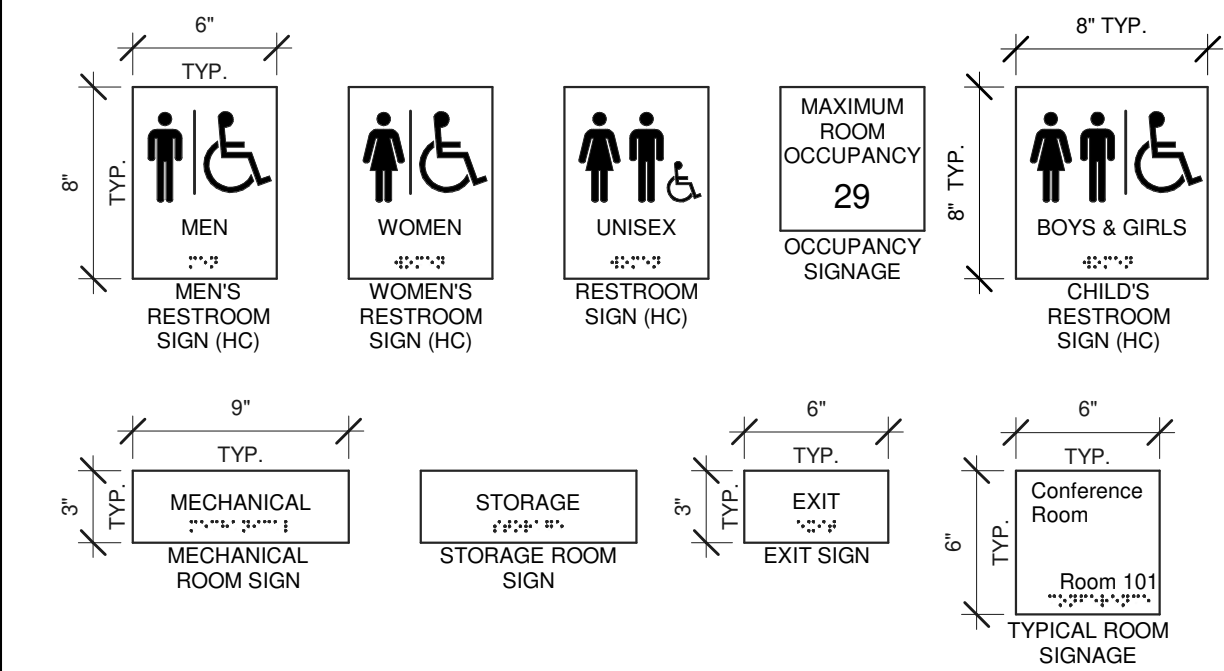 6"
TYP.
8"
TYP.
MEN
MEN'S
RESTROOM
SIGN (HC)
WOMEN
WOMEN'S
RESTROOM
SIGN (HC)
UNISEX
RESTROOM
SIGN (HC)
MAXIMUM
ROOM
OCCUPANCY
29
OCCUPANCY
SIGNAGE
8" TYP.
8" TYP.
BOYS & GIRLS
CHILD'S
RESTROOM
SIGN (HC)
9"
TYP.
3"
TYP.
MECHANICAL
MECHANICAL
ROOM SIGN
STORAGE
STORAGE ROOM
SIGN
6"
TYP.
3"
TYP.
EXIT
EXIT SIGN
6"
TYP.
6"
TYP.
Conference
Room
Room 101
TYPICAL ROOM
SIGNAGE